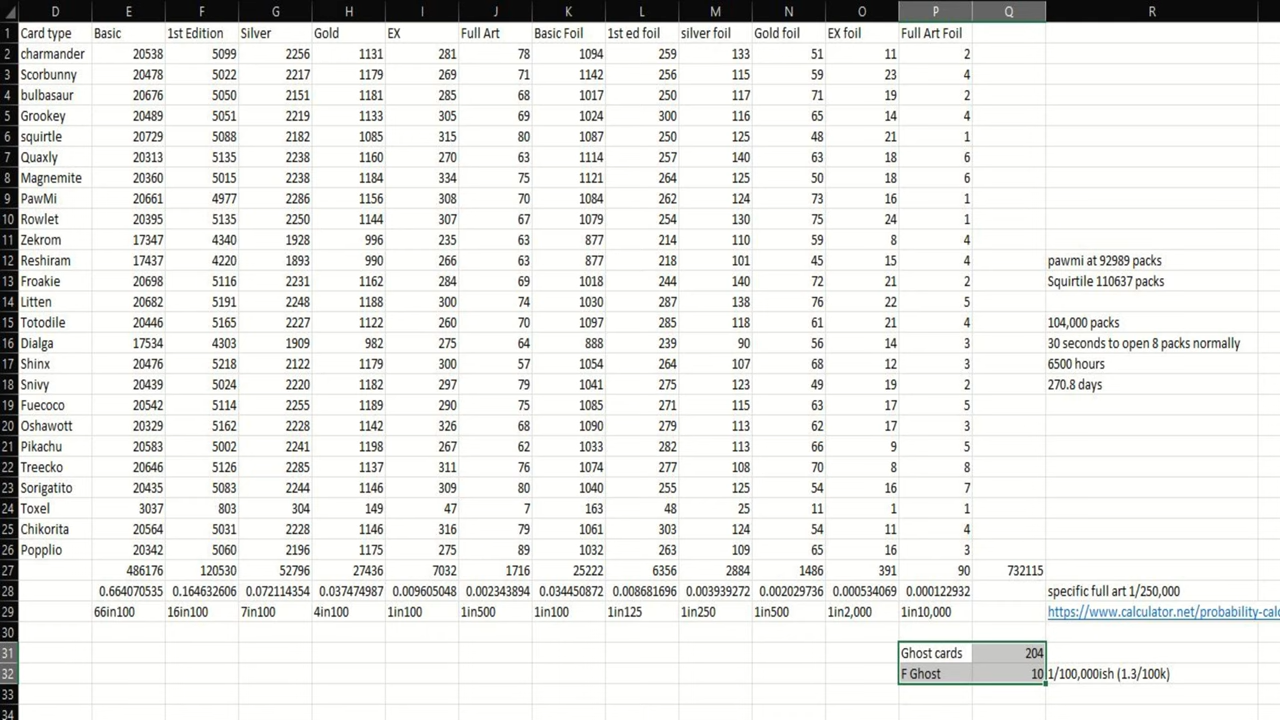 D E F G H I J K L M N O P Q R
1 Card type Basic 1st Edition Silver Gold EX Full Art Basic Foil 1st ed foil silver foil Gold foil EX foil Full Art Foil
2 charmander 20538 5099 2256 1131 281 78 1094 259 133 51 11 2
3 Scorbunny 20478 5022 2217 1179 269 71 1142 256 115 59 23 4
4 bulbasaur 20676 5050 2151 1181 285 68 1017 250 117 71 19 2
5 Grookey 20489 5051 2219 1133 305 69 1024 300 116 65 14 4
6 squirtle 20729 5088 2182 1085 315 80 1087 250 125 48 21 1
7 Quaxly 20313 5135 2238 1160 270 63 1114 257 140 63 18 6
8 Magnemite 20360 5015 2238 1184 334 75 1121 264 125 50 18 6
9 PawMi 20661 4977 2286 1156 308 70 1084 262 124 73 16 1
10 Rowlet 20395 5135 2250 1144 307 67 1079 254 130 75 24 1
11 Zekrom 17347 4340 1928 996 235 63 877 214 110 59 8 4
12 Reshiram 17437 4220 1893 990 266 63 877 218 101 45 15 4 pawmi at 92989 packs
13 Froakie 20698 5116 2231 1162 284 69 1018 244 140 72 21 2 Squirtile 110637 packs
14 Litten 20682 5191 2248 1188 300 74 1030 287 138 76 22 5
15 Totodile 20446 5165 2227 1122 260 70 1097 285 118 61 21 4 104,000 packs
16 Dialga 17534 4303 1909 982 275 64 888 239 90 56 14 3 30 seconds to open 8 packs normally
17 Shinx 20476 5218 2122 1179 300 57 1054 264 107 68 12 3 6500 hours
18 Snivy 20439 5024 2220 1182 297 79 1041 275 123 49 19 2 270.8 days
19 Fuecoco 20542 5114 2255 1189 290 75 1085 271 115 63 17 5
20 Oshawott 20329 5162 2228 1142 326 68 1090 279 113 62 17 3
21 Pikachu 20583 5002 2241 1198 267 62 1033 282 113 66 9 5
22 Treecko 20646 5126 2285 1137 311 76 1074 277 108 70 8 8
23 Sorigatito 20435 5083 2244 1146 309 80 1040 255 125 54 16 7
24 Toxel 3037 803 304 149 47 7 163 48 25 11 1 1
25 Chikorita 20564 5031 2228 1146 316 79 1061 303 124 54 11 4
26 Popplio 20342 5060 2196 1175 275 89 1032 263 109 65 16 3
27 486176 120530 52796 27436 7032 1716 25222 6356 2884 1486 391 90 732115
28 0.664070535 0.164632606 0.072114354 0.037474987 0.009605048 0.002343894 0.034450872 0.008681696 0.003939272 0.002029736 0.000534069 0.000122932 specific full art 1/250,000
29 66in100 16in100 7in100 4in100 1in100 1in500 1in100 1in125 1in250 1in500 1in2,000 1in10,000 https://www.calculator.net/probability-calc
30
31 Ghost cards 204
32 F Ghost 10 1/100,000ish (1.3/100k)
33
34